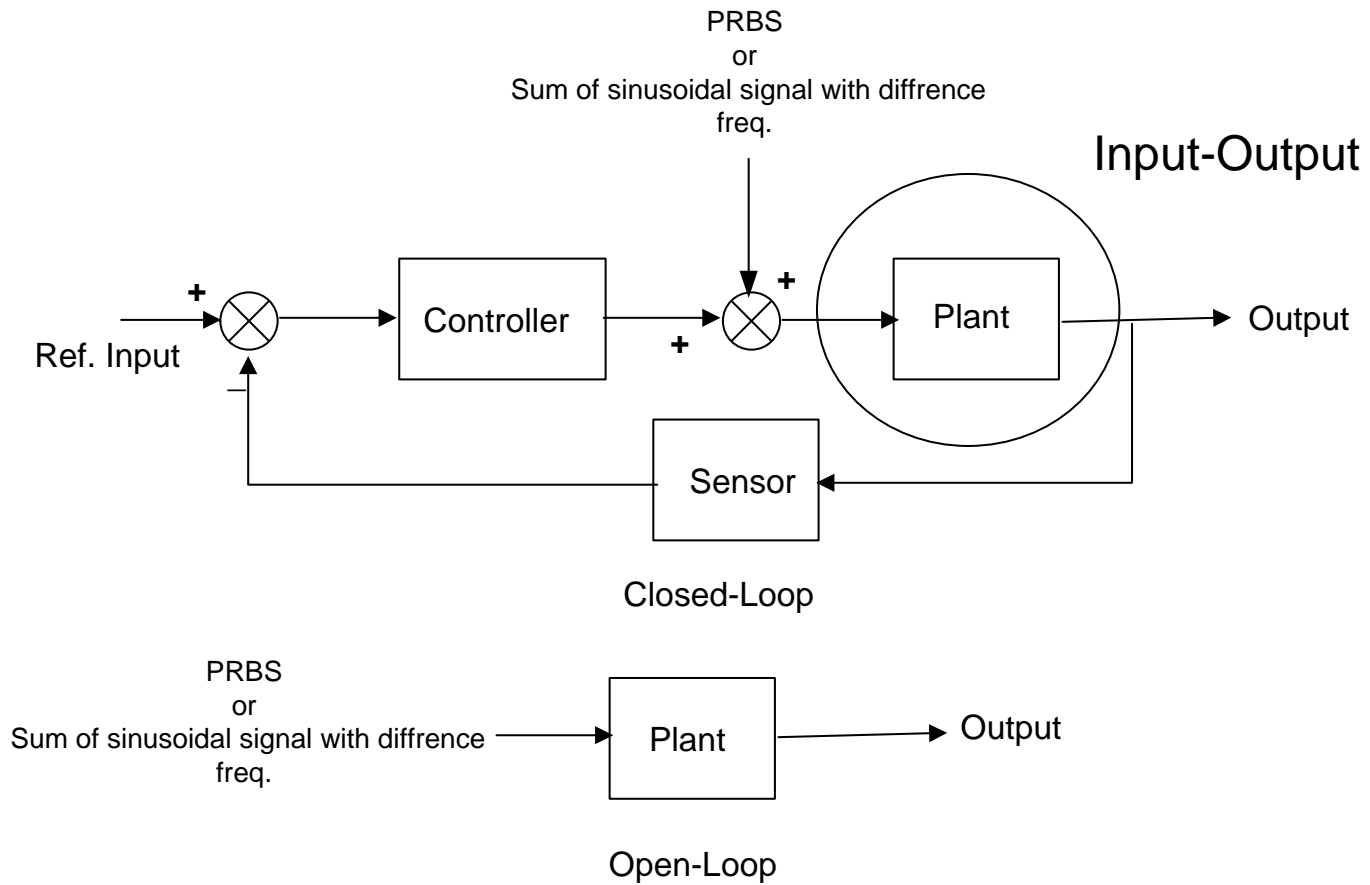 PRBS
or
Sum of sinusoidal signal with diffrence
freq.
Input-Output
+
+
Controller
Plant
Output
+
Ref. Input
–
Sensor
Closed-Loop
PRBS
or
Sum of sinusoidal signal with diffrence
freq.
Plant
Output
Open-Loop